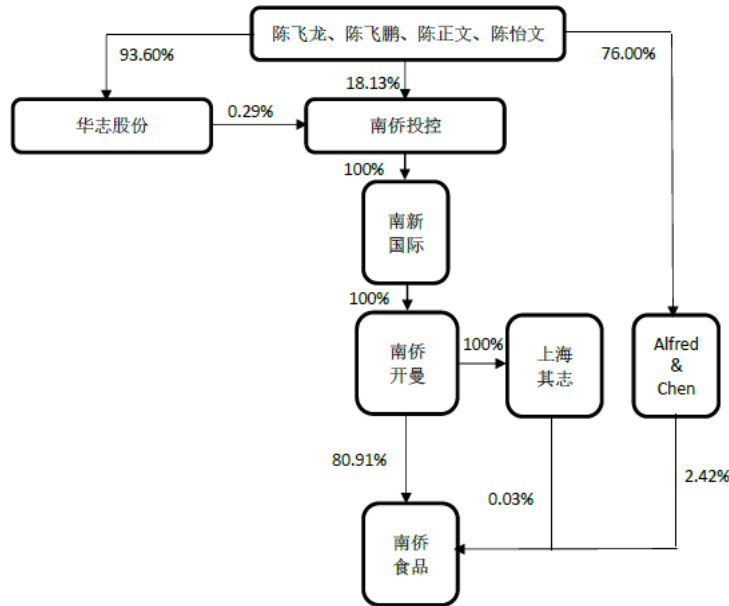 陈飞龙、陈飞鹏、陈正文、陈怡文
93.60%
76.00%
18.13%
华志股份
0.29%
南侨投控
100%
南新
国际
100%
南侨
开曼
100%
上海
其志
Alfred
&
Chen
80.91%
0.03%
2.42%
南侨
食品